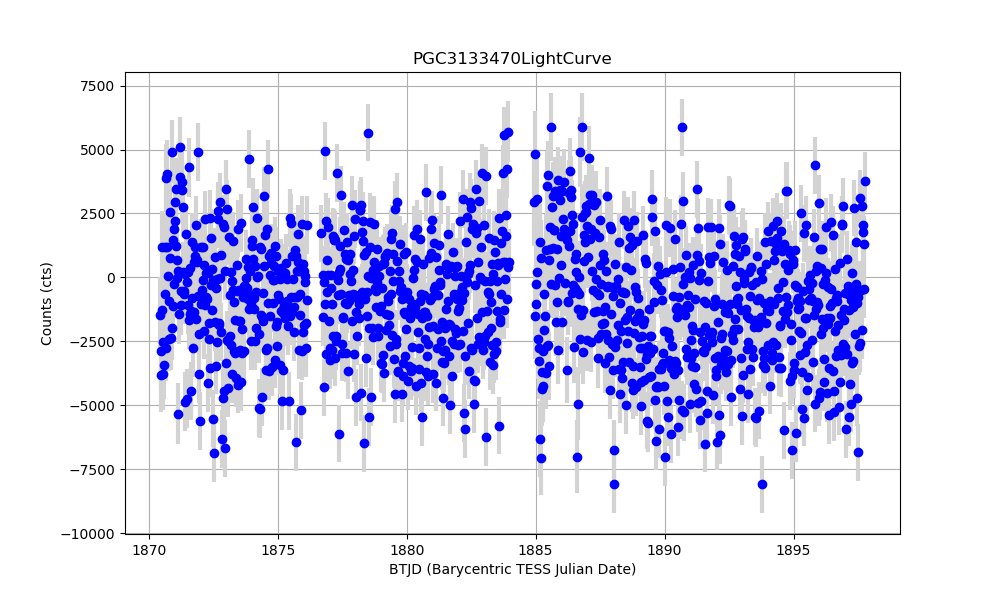 PGC3133470LightCurve
7500
5000
2500
0
−2500
−5000
−7500
−10000
Counts (cts)
1870 1875 1880 1885 1890 1895
BTJD (Barycentric TESS Julian Date)